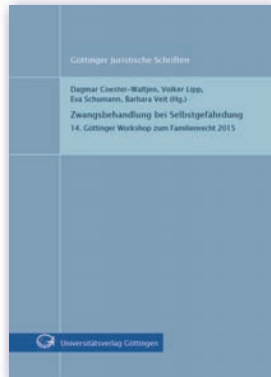 Göttinger Juristische Schriften
Dagmar Coester-Waltjen, Volker Lipp,
Eva Schumann, Barbara Veit (Hg.)
Zwangsbehandlung bei Selbstgefährdung
14. Göttinger Workshop zum Familienrecht 2015
Universitätsverlag Göttingen